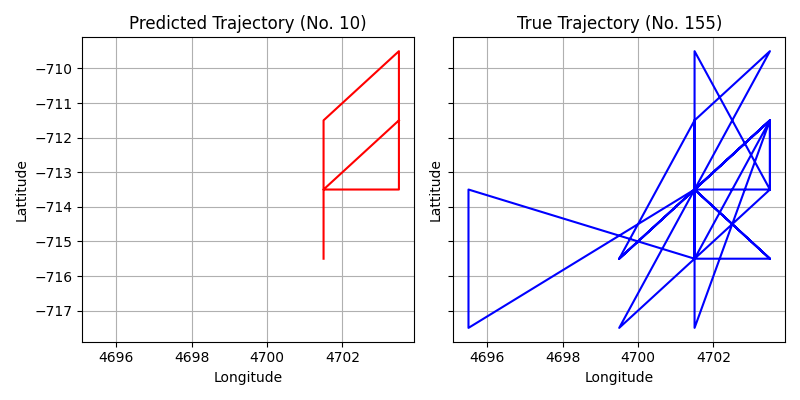 Predicted Trajectory (No. 10)
True Trajectory (No. 155)
Lattitude
−710
−711
−712
−713
−714
−715
−716
−717
4696
4698
4700
4702
Longitude
Lattitude
4696
4698
4700
4702
Longitude